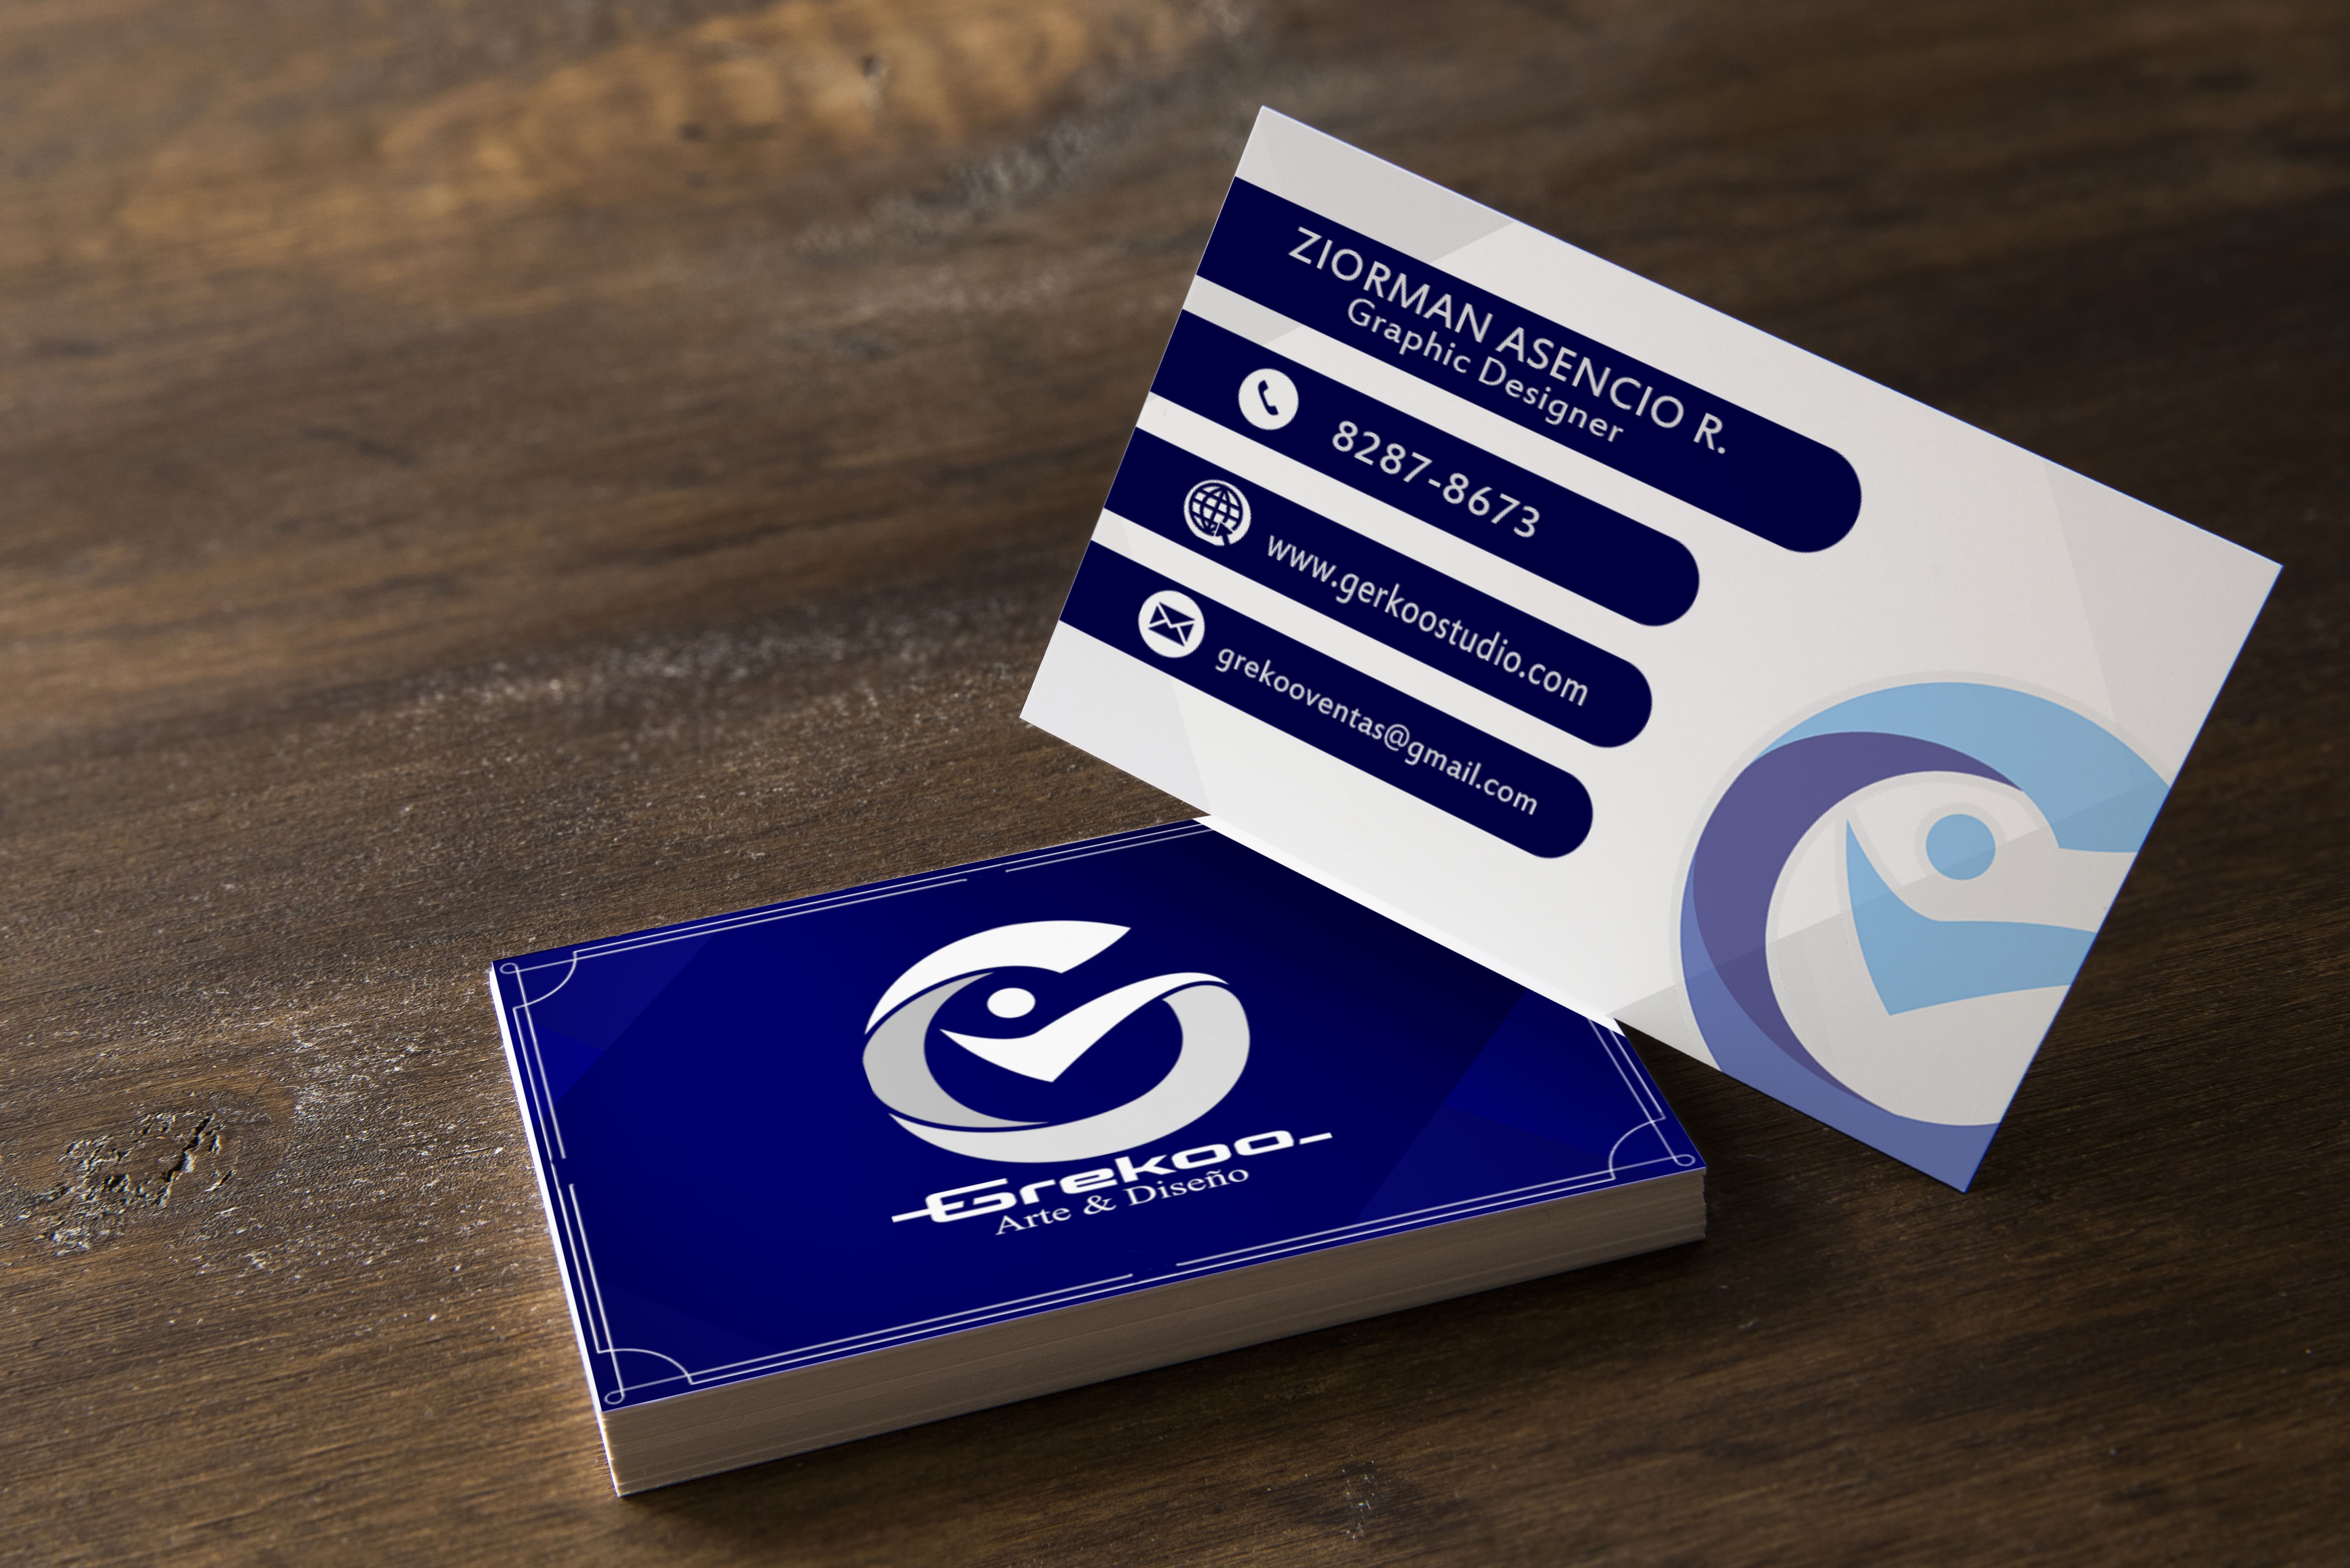 ZIORMAN ASENCIO R.
Graphic Designer
8287-8673
www.gerkoostudio.com
grekooventas@gmail.com
Grekoo
Arte & Diseño